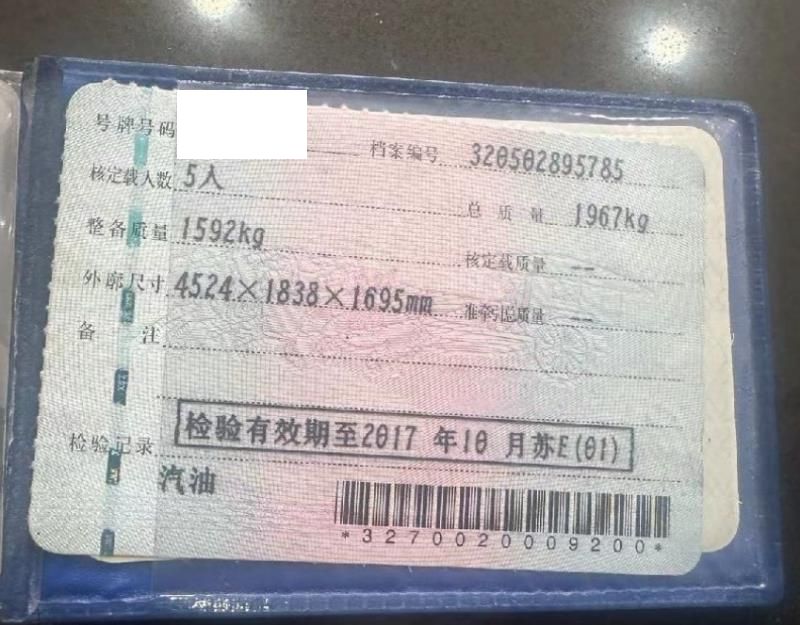 号牌号码 档案编号 320502895785
核定载人数 5人 总质量 1967kg
整备质量 1592kg 核定载质量 --
外廓尺寸 4524×1838×1695mm 准牵引总质量 --
备注
检验记录 检验有效期至2017年10月苏E(01)
汽油
*3270020009200*